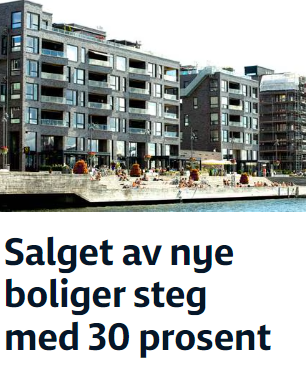 Salget av nye
boliger steg
med 30 prosent